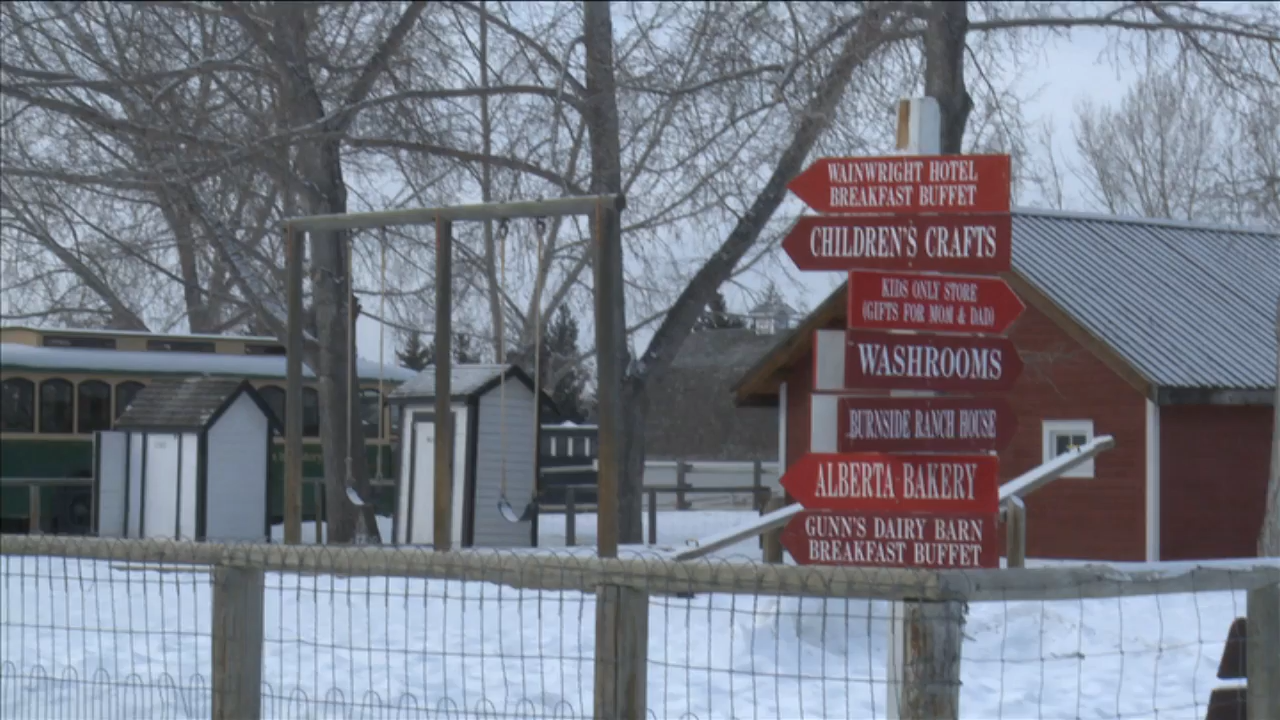 WAINWRIGHT HOTEL
BREAKFAST BUFFET
CHILDREN'S CRAFTS
KIDS ONLY STORE
(GIFTS FOR MOM & DAD)
WASHROOMS
BURNSIDE RANCH HOUSE
ALBERTA BAKERY
GUNN'S DAIRY BARN
BREAKFAST BUFFET